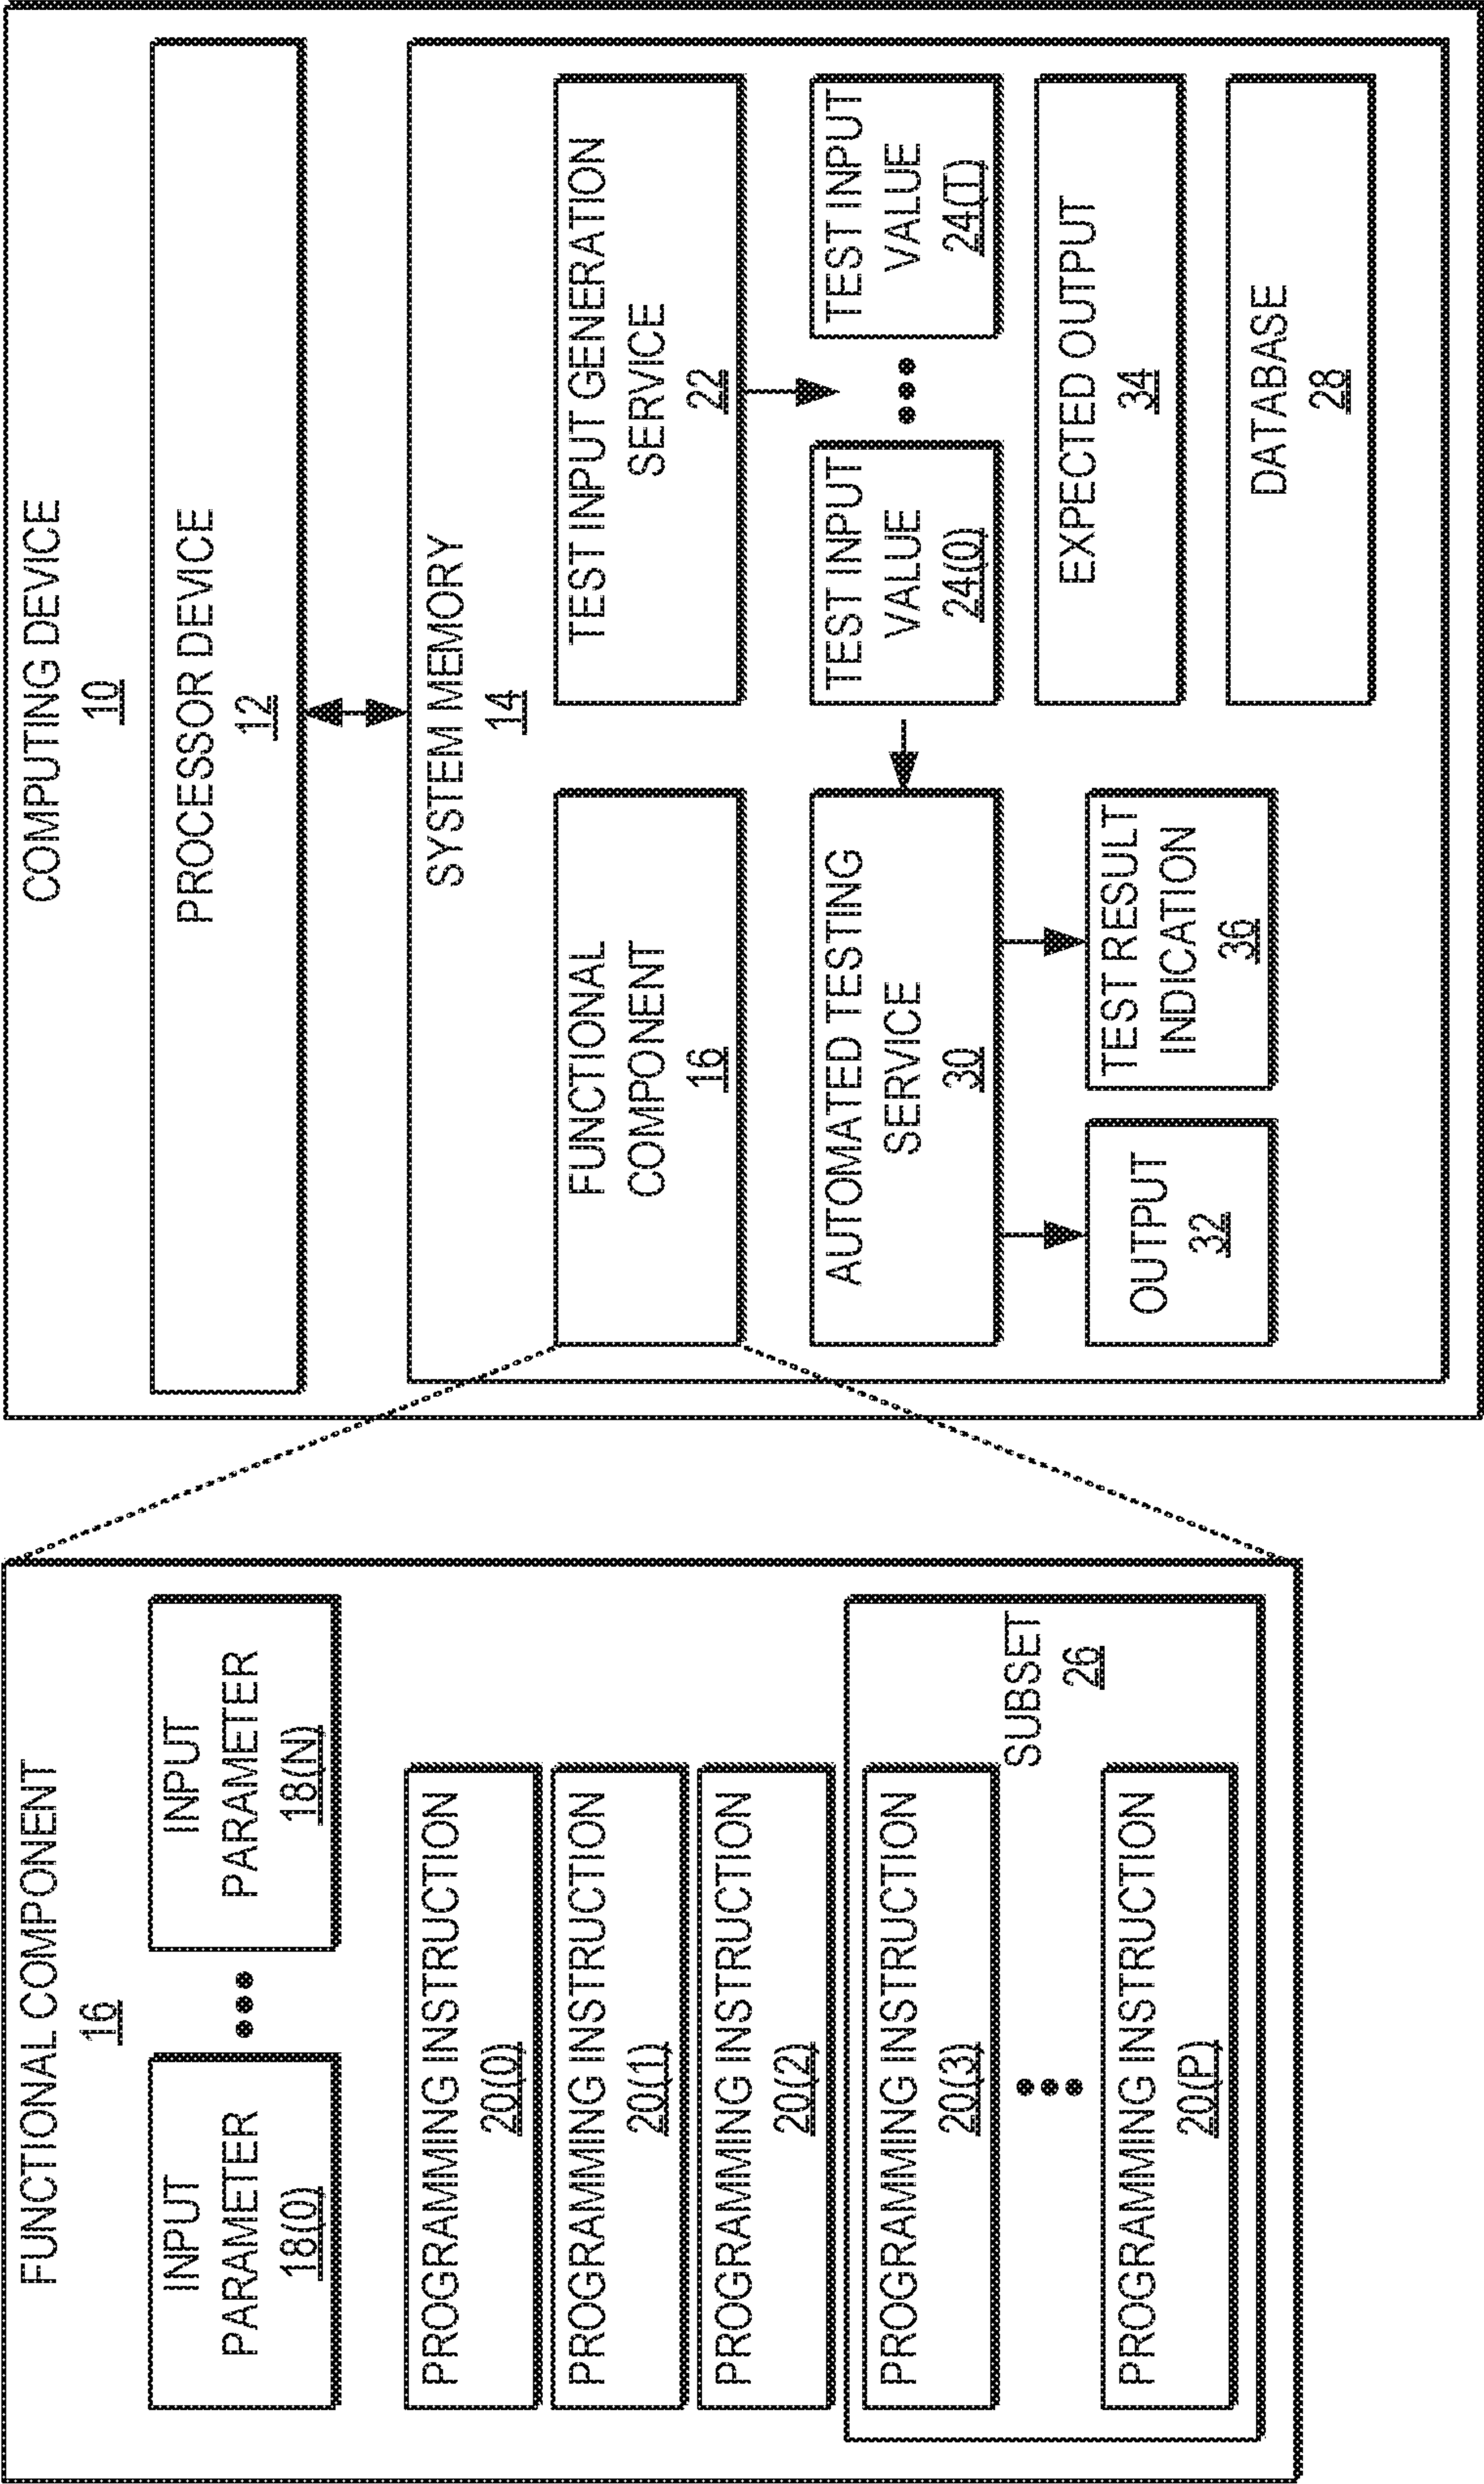 FUNCTIONAL COMPONENT
16
INPUT
PARAMETER
18(0)
INPUT
PARAMETER
18(N)
PROGRAMMING INSTRUCTION
20(0)
PROGRAMMING INSTRUCTION
20(1)
PROGRAMMING INSTRUCTION
20(2)
PROGRAMMING INSTRUCTION
20(3)
PROGRAMMING INSTRUCTION
20(P)
SUBSET
26
COMPUTING DEVICE
10
PROCESSOR DEVICE
12
SYSTEM MEMORY
14
FUNCTIONAL
COMPONENT
16
TEST INPUT GENERATION
SERVICE
22
AUTOMATED TESTING
SERVICE
30
TEST INPUT
VALUE
24(0)
TEST INPUT
VALUE
24(T)
OUTPUT
32
TEST RESULT
INDICATION
36
EXPECTED OUTPUT
34
DATABASE
28